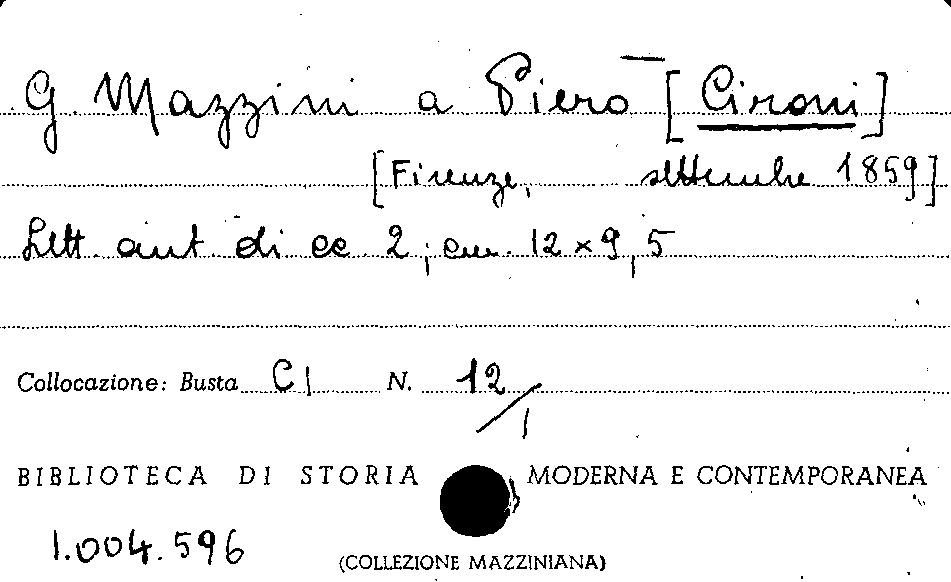 G. Mazzini a Piero [Cironi]
[Firenze, settembre 1859]
Lett. aut. di cc 2; cm. 12 × 9,5
Collocazione: Busta CI N. 12/1
BIBLIOTECA DI STORIA MODERNA E CONTEMPORANEA
1.004.596
(COLLEZIONE MAZZINIANA)